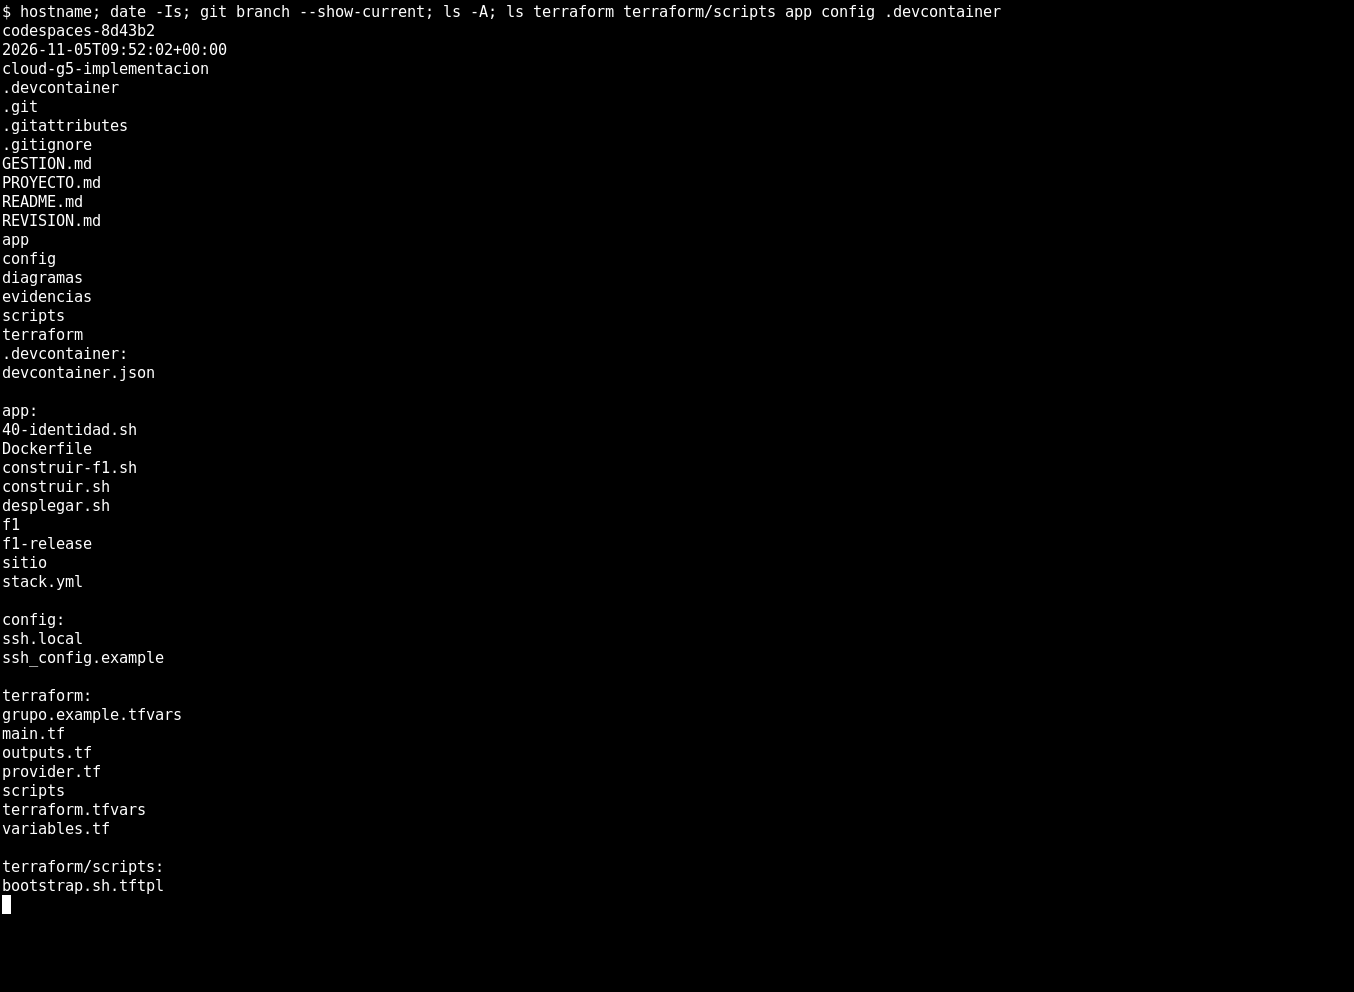 $ hostname; date -Is; git branch --show-current; ls -A; ls terraform terraform/scripts app config .devcontainer
codespaces-8d43b2
2026-11-05T09:52:02+00:00
cloud-g5-implementacion
.devcontainer
.git
.gitattributes
.gitignore
GESTION.md
PROYECTO.md
README.md
REVISION.md
app
config
diagramas
evidencias
scripts
terraform
.devcontainer:
devcontainer.json

app:
40-identidad.sh
Dockerfile
construir-f1.sh
construir.sh
desplegar.sh
f1
f1-release
sitio
stack.yml

config:
ssh.local
ssh_config.example

terraform:
grupo.example.tfvars
main.tf
outputs.tf
provider.tf
scripts
terraform.tfvars
variables.tf

terraform/scripts:
bootstrap.sh.tftpl